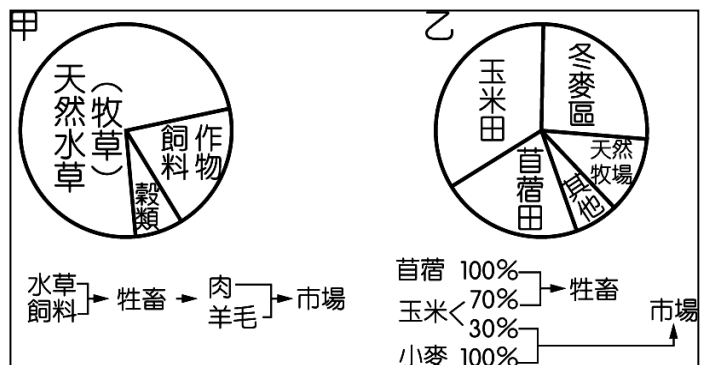 甲
天然水草
（牧草）
飼料作物
穀類
水草
飼料
牲畜
肉
羊毛
市場
乙
玉米田
冬麥區
天然
牧場
其他
苜蓿田
苜蓿 100%
玉米
70%
30%
小麥 100%
牲畜
市場